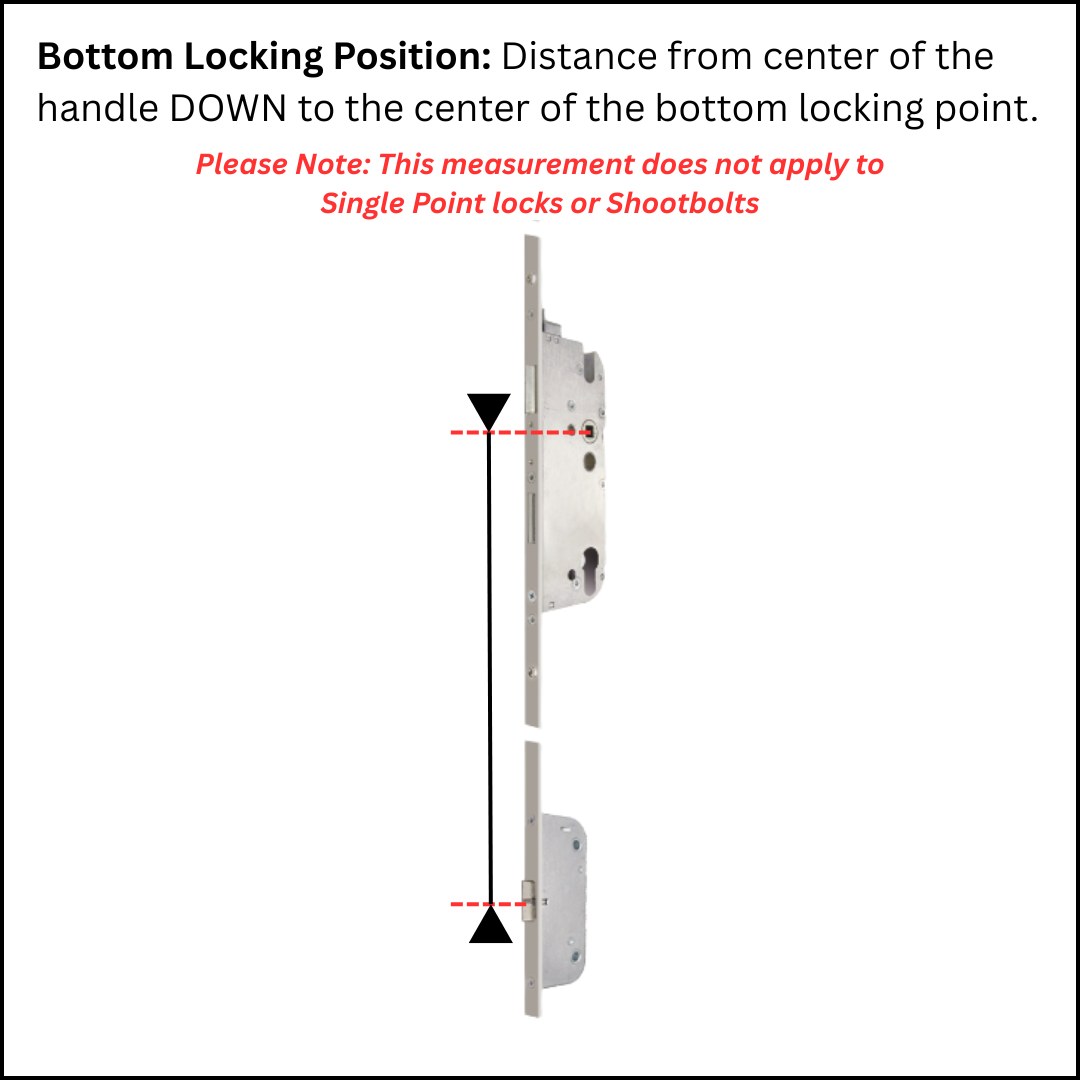 Bottom Locking Position: Distance from center of the
handle DOWN to the center of the bottom locking point.
Please Note: This measurement does not apply to
Single Point locks or Shootbolts